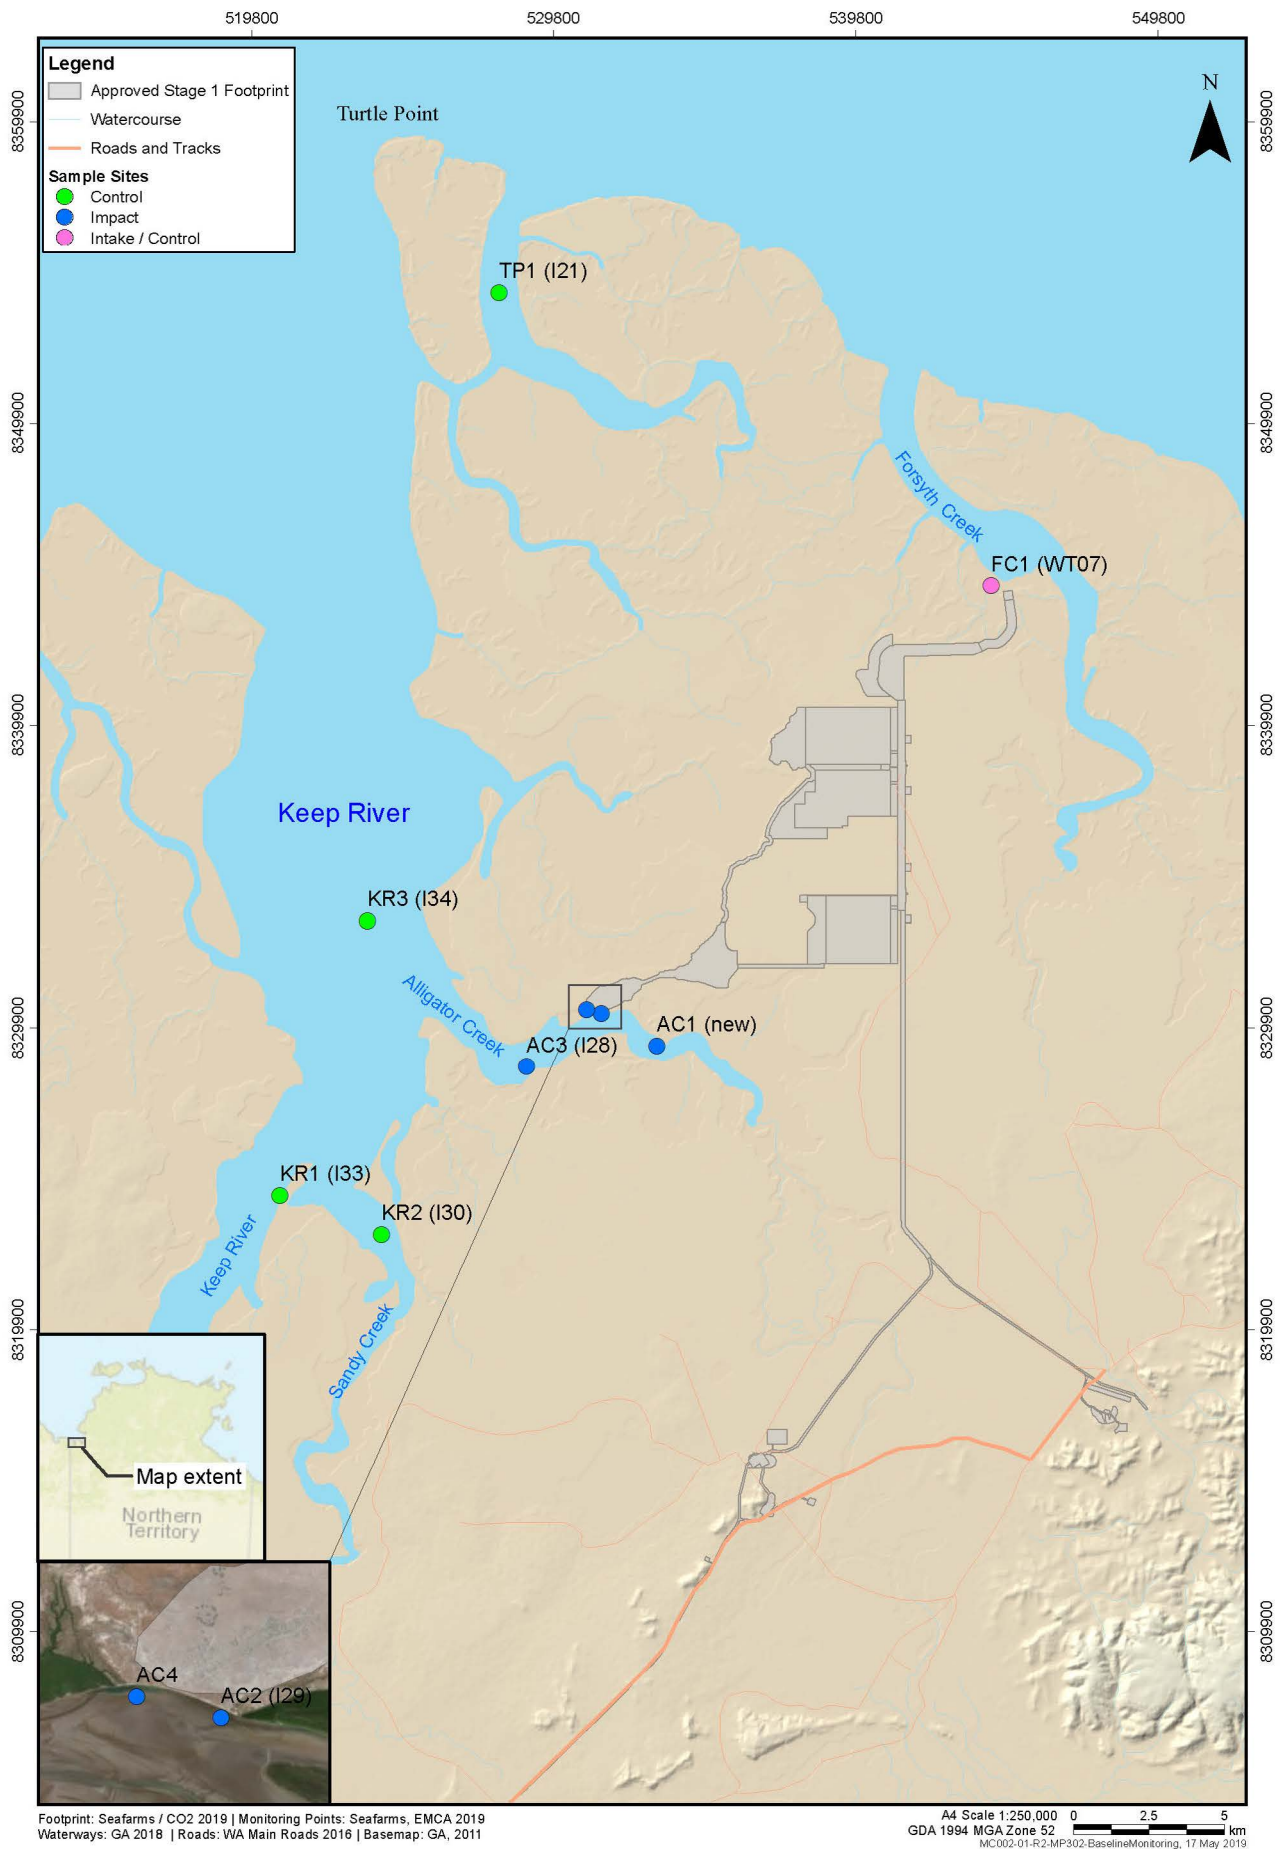 519800
529800
539800
549800
Legend
Approved Stage 1 Footprint
Watercourse
Roads and Tracks
Sample Sites
Control
Impact
Intake / Control
Turtle Point
N
8359900
8359900
TP1 (I21)
8349900
8349900
Forsyth Creek
FC1 (WT07)
8339900
8339900
Keep River
KR3 (I34)
Alligator Creek
8329900
8329900
AC1 (new)
AC3 (I28)
KR1 (I33)
KR2 (I30)
Keep River
Sandy Creek
8319900
8319900
Map extent
Northern
Territory
8309900
8309900
AC4
AC2 (I29)
Footprint: Seafarms / CO2 2019 | Monitoring Points: Seafarms, EMCA 2019
Waterways: GA 2018 | Roads: WA Main Roads 2016 | Basemap: GA, 2011
A4 Scale 1:250,000 0 2.5 5
GDA 1994 MGA Zone 52 km
MC002-01-R2-MP302-BaselineMonitoring, 17 May 2019